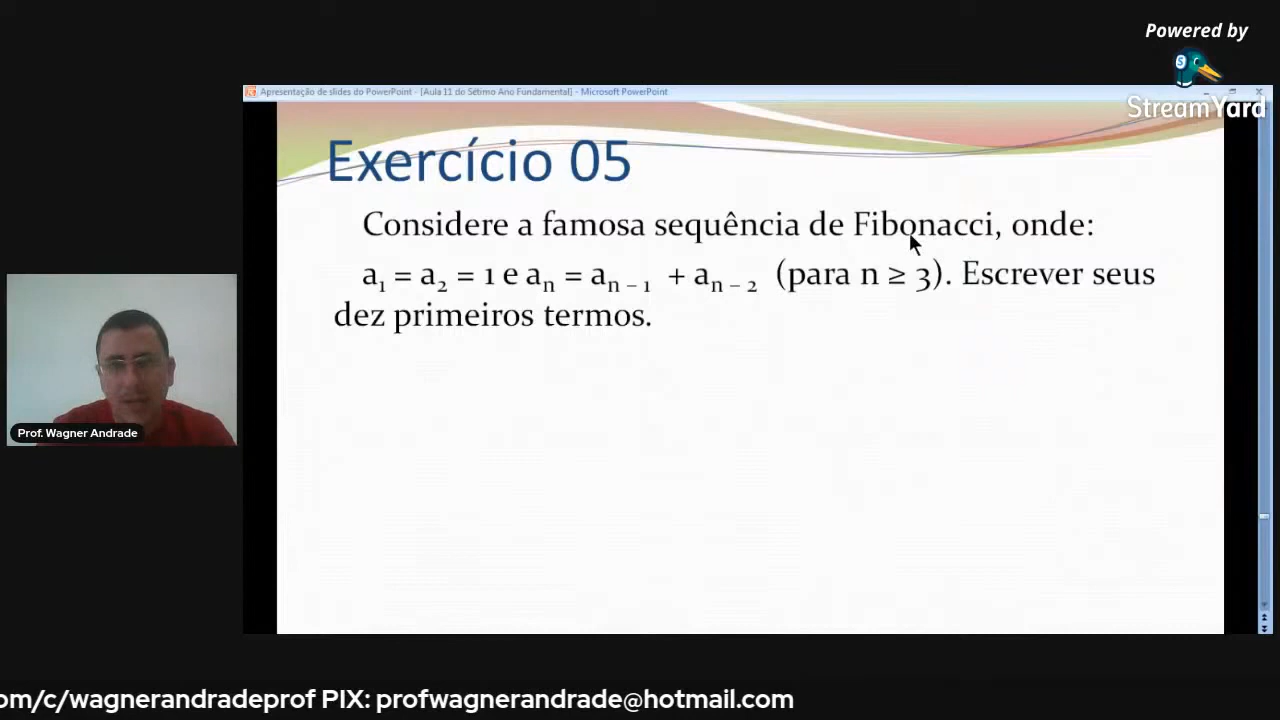 Powered by
StreamYard
Apresentação de slides do PowerPoint - [Aula 11 do Sétimo Ano Fundamental] - Microsoft PowerPoint
Exercício 05
Considere a famosa sequência de Fibonacci, onde:
a₁ = a₂ = 1 e aₙ = aₙ ₋ ₁ + aₙ ₋ ₂ (para n ≥ 3). Escrever seus
dez primeiros termos.
Prof. Wagner Andrade
om/c/wagnerandradeprof PIX: profwagnerandrade@hotmail.com